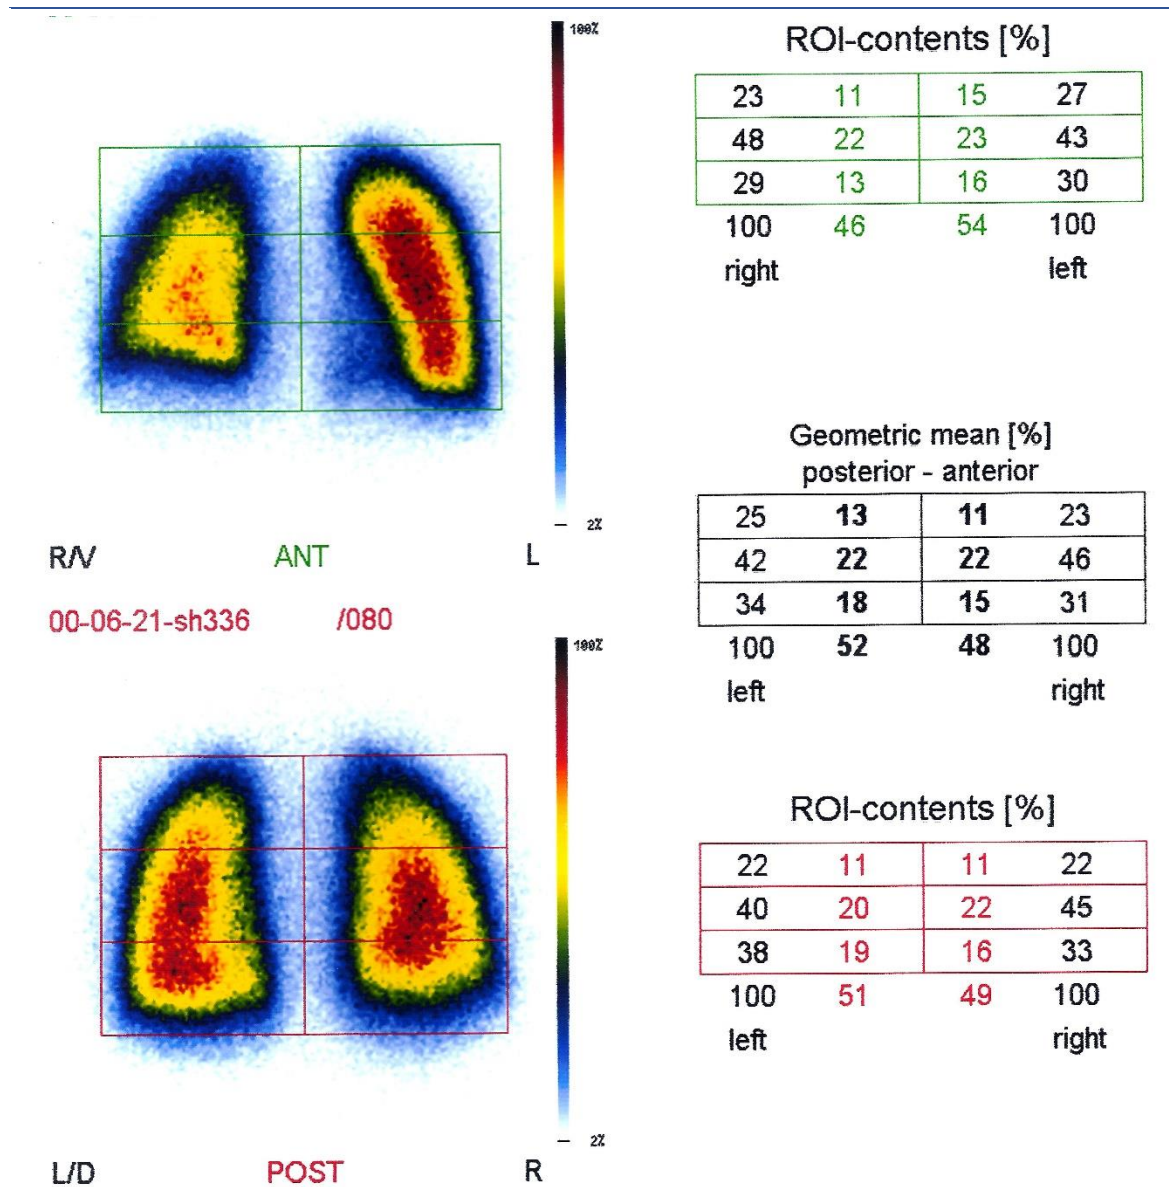 100%
2%
R/V ANT L
ROI-contents [%]
23 11 15 27
48 22 23 43
29 13 16 30
100 46 54 100
right left
Geometric mean [%]
posterior - anterior
25 13 11 23
42 22 22 46
34 18 15 31
100 52 48 100
left right
00-06-21-sh336 /080
100%
2%
L/D POST R
ROI-contents [%]
22 11 11 22
40 20 22 45
38 19 16 33
100 51 49 100
left right